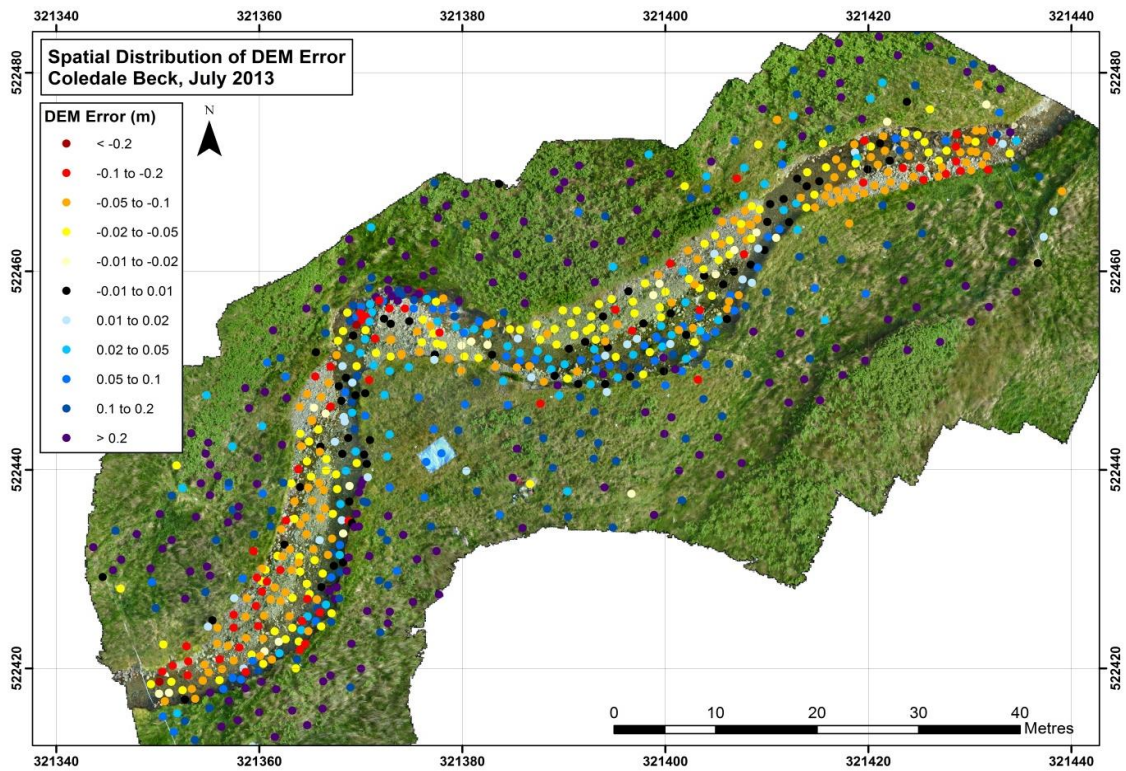 321340 321360 321380 321400 321420 321440
Spatial Distribution of DEM Error
Coledale Beck, July 2013
N
DEM Error (m)
< -0.2
-0.1 to -0.2
-0.05 to -0.1
-0.02 to -0.05
-0.01 to -0.02
-0.01 to 0.01
0.01 to 0.02
0.02 to 0.05
0.05 to 0.1
0.1 to 0.2
> 0.2
522480
522460
522440
522420
522480
522460
522440
522420
0 10 20 30 40
Metres
321340 321360 321380 321400 321420 321440